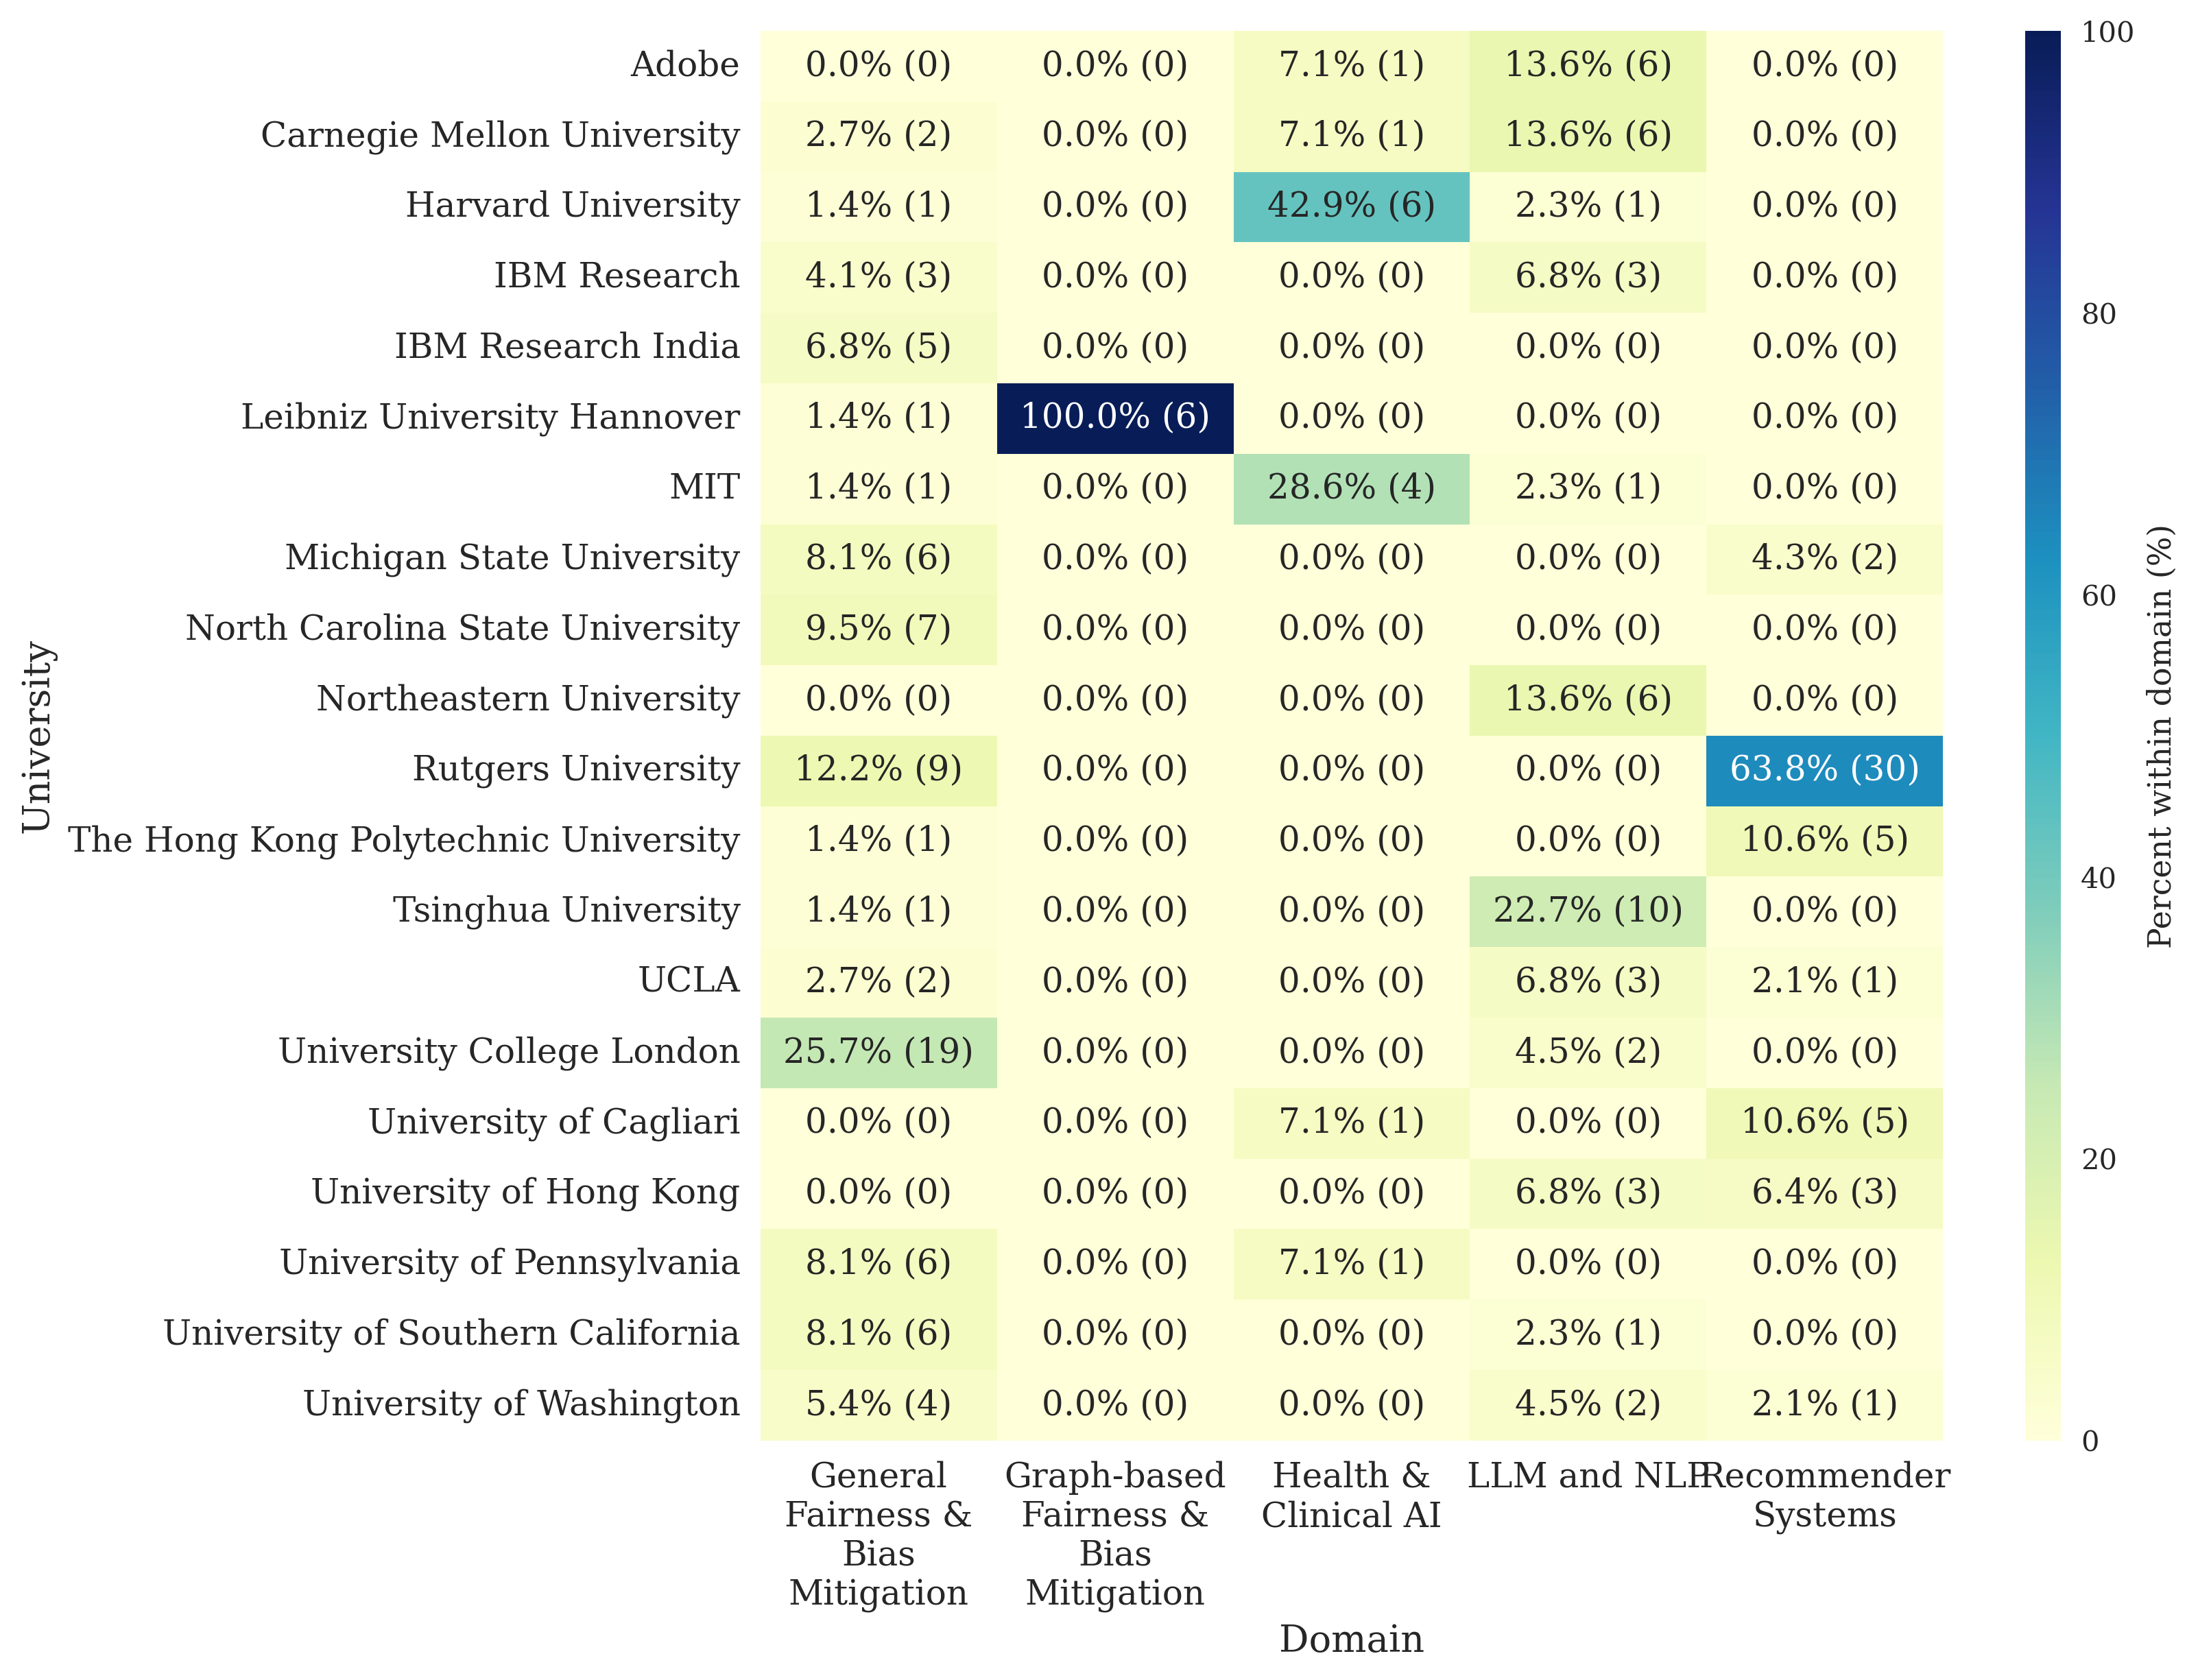 Adobe 0.0% (0) 0.0% (0) 7.1% (1) 13.6% (6) 0.0% (0)
Carnegie Mellon University 2.7% (2) 0.0% (0) 7.1% (1) 13.6% (6) 0.0% (0)
Harvard University 1.4% (1) 0.0% (0) 42.9% (6) 2.3% (1) 0.0% (0)
IBM Research 4.1% (3) 0.0% (0) 0.0% (0) 6.8% (3) 0.0% (0)
IBM Research India 6.8% (5) 0.0% (0) 0.0% (0) 0.0% (0) 0.0% (0)
Leibniz University Hannover 1.4% (1) 100.0% (6) 0.0% (0) 0.0% (0) 0.0% (0)
MIT 1.4% (1) 0.0% (0) 28.6% (4) 2.3% (1) 0.0% (0)
Michigan State University 8.1% (6) 0.0% (0) 0.0% (0) 0.0% (0) 4.3% (2)
North Carolina State University 9.5% (7) 0.0% (0) 0.0% (0) 0.0% (0) 0.0% (0)
Northeastern University 0.0% (0) 0.0% (0) 0.0% (0) 13.6% (6) 0.0% (0)
Rutgers University 12.2% (9) 0.0% (0) 0.0% (0) 0.0% (0) 63.8% (30)
The Hong Kong Polytechnic University 1.4% (1) 0.0% (0) 0.0% (0) 0.0% (0) 10.6% (5)
Tsinghua University 1.4% (1) 0.0% (0) 0.0% (0) 22.7% (10) 0.0% (0)
UCLA 2.7% (2) 0.0% (0) 0.0% (0) 6.8% (3) 2.1% (1)
University College London 25.7% (19) 0.0% (0) 0.0% (0) 4.5% (2) 0.0% (0)
University of Cagliari 0.0% (0) 0.0% (0) 7.1% (1) 0.0% (0) 10.6% (5)
University of Hong Kong 0.0% (0) 0.0% (0) 0.0% (0) 6.8% (3) 6.4% (3)
University of Pennsylvania 8.1% (6) 0.0% (0) 7.1% (1) 0.0% (0) 0.0% (0)
University of Southern California 8.1% (6) 0.0% (0) 0.0% (0) 2.3% (1) 0.0% (0)
University of Washington 5.4% (4) 0.0% (0) 0.0% (0) 4.5% (2) 2.1% (1)
University
General
Fairness &
Bias
Mitigation
Graph-based
Fairness &
Bias
Mitigation
Health &
Clinical AI
LLM and NLP
Recommender
Systems
Domain
100
80
60
40
20
0
Percent within domain (%)